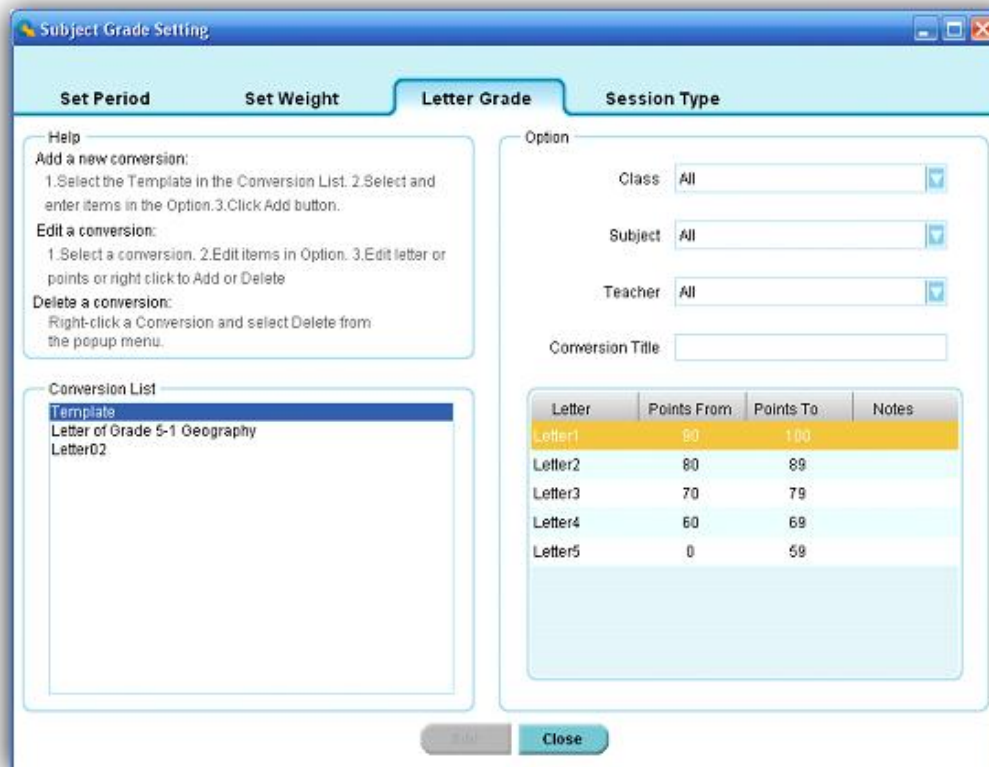 Subject Grade Setting
Set Period Set Weight Letter Grade Session Type
Help
Add a new conversion:
1.Select the Template in the Conversion List. 2.Select and
enter items in the Option.3.Click Add button.
Edit a conversion:
1.Select a conversion. 2.Edit items in Option. 3.Edit letter or
points or right click to Add or Delete
Delete a conversion:
Right-click a Conversion and select Delete from
the popup menu.
Conversion List
Template
Letter of Grade 5-1 Geography
Letter02
Option
Class All
Subject All
Teacher All
Conversion Title
Letter Points From Points To Notes
Letter1 90 100
Letter2 80 89
Letter3 70 79
Letter4 60 69
Letter5 0 59
Add Close